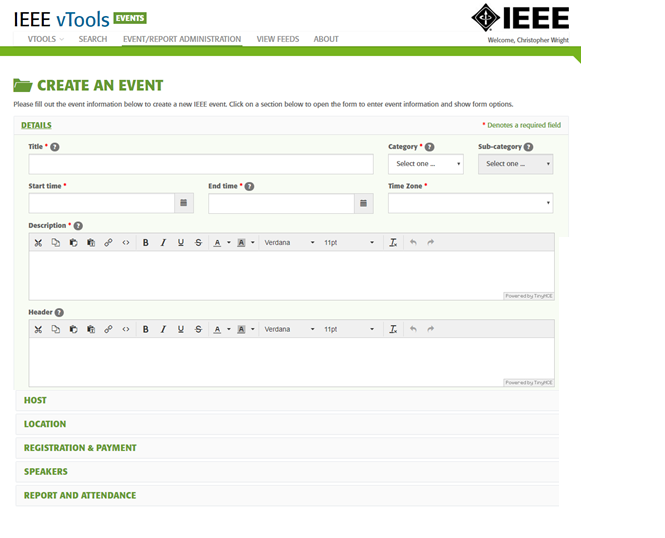 IEEE vTools EVENTS
IEEE
VTOOLS SEARCH EVENT/REPORT ADMINISTRATION VIEW FEEDS ABOUT
Welcome, Christopher Wright
CREATE AN EVENT
Please fill out the event information below to create a new IEEE event. Click on a section below to open the form to enter event information and show form options.
DETAILS * Denotes a required field
Title * ? Category * ? Sub-category ?
Select one ... Select one ...
Start time * End time * ? Time Zone *
Description * ?
B I U S A A Verdana 11pt
Powered by TinyMCE
Header ?
B I U S A A Verdana 11pt
Powered by TinyMCE
HOST
LOCATION
REGISTRATION & PAYMENT
SPEAKERS
REPORT AND ATTENDANCE